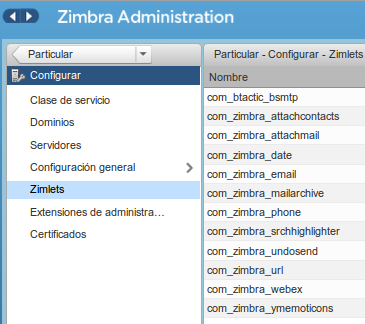 Zimbra Administration
Particular
Configurar
Clase de servicio
Dominios
Servidores
Configuración general
Zimlets
Extensiones de administra...
Certificados
Particular - Configurar - Zimlets
Nombre
com_btactic_bsmtp
com_zimbra_attachcontacts
com_zimbra_attachmail
com_zimbra_date
com_zimbra_email
com_zimbra_mailarchive
com_zimbra_phone
com_zimbra_srchhighlighter
com_zimbra_undosend
com_zimbra_url
com_zimbra_webex
com_zimbra_ymemoticons